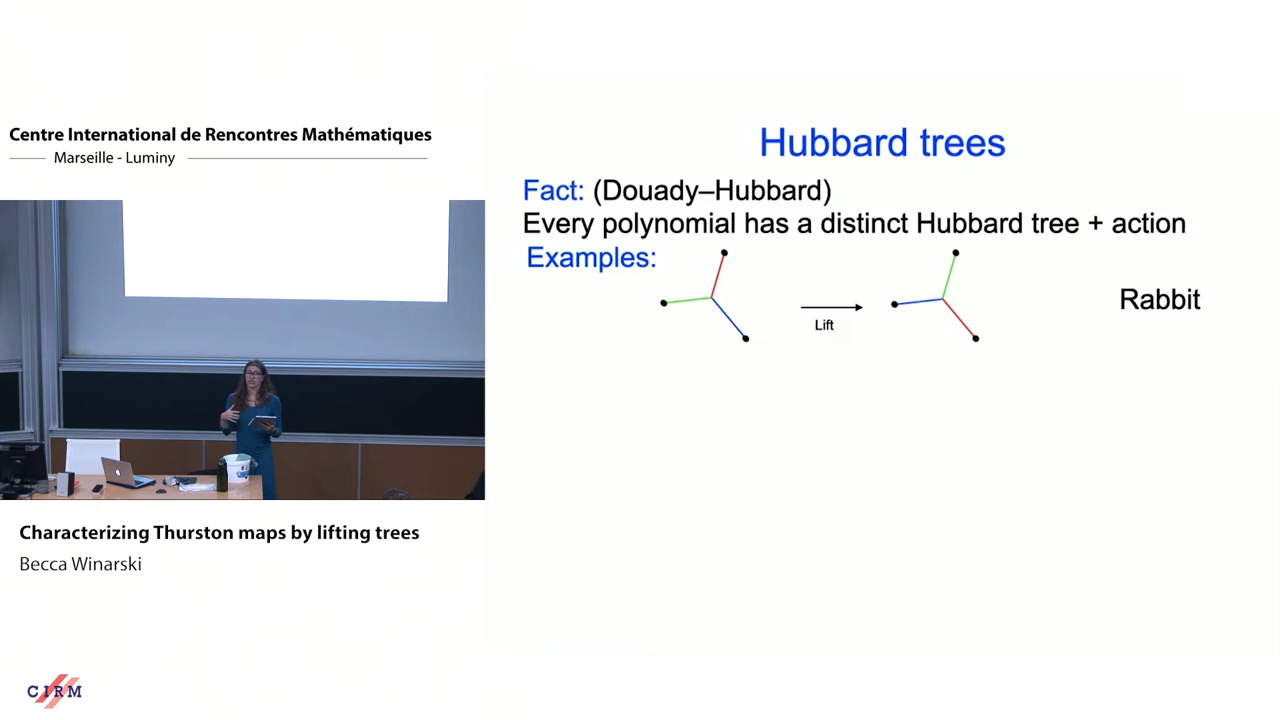 Centre International de Rencontres Mathématiques
Marseille - Luminy
Hubbard trees
Fact: (Douady–Hubbard)
Every polynomial has a distinct Hubbard tree + action
Examples:
Lift
Rabbit
Characterizing Thurston maps by lifting trees
Becca Winarski
CIRM